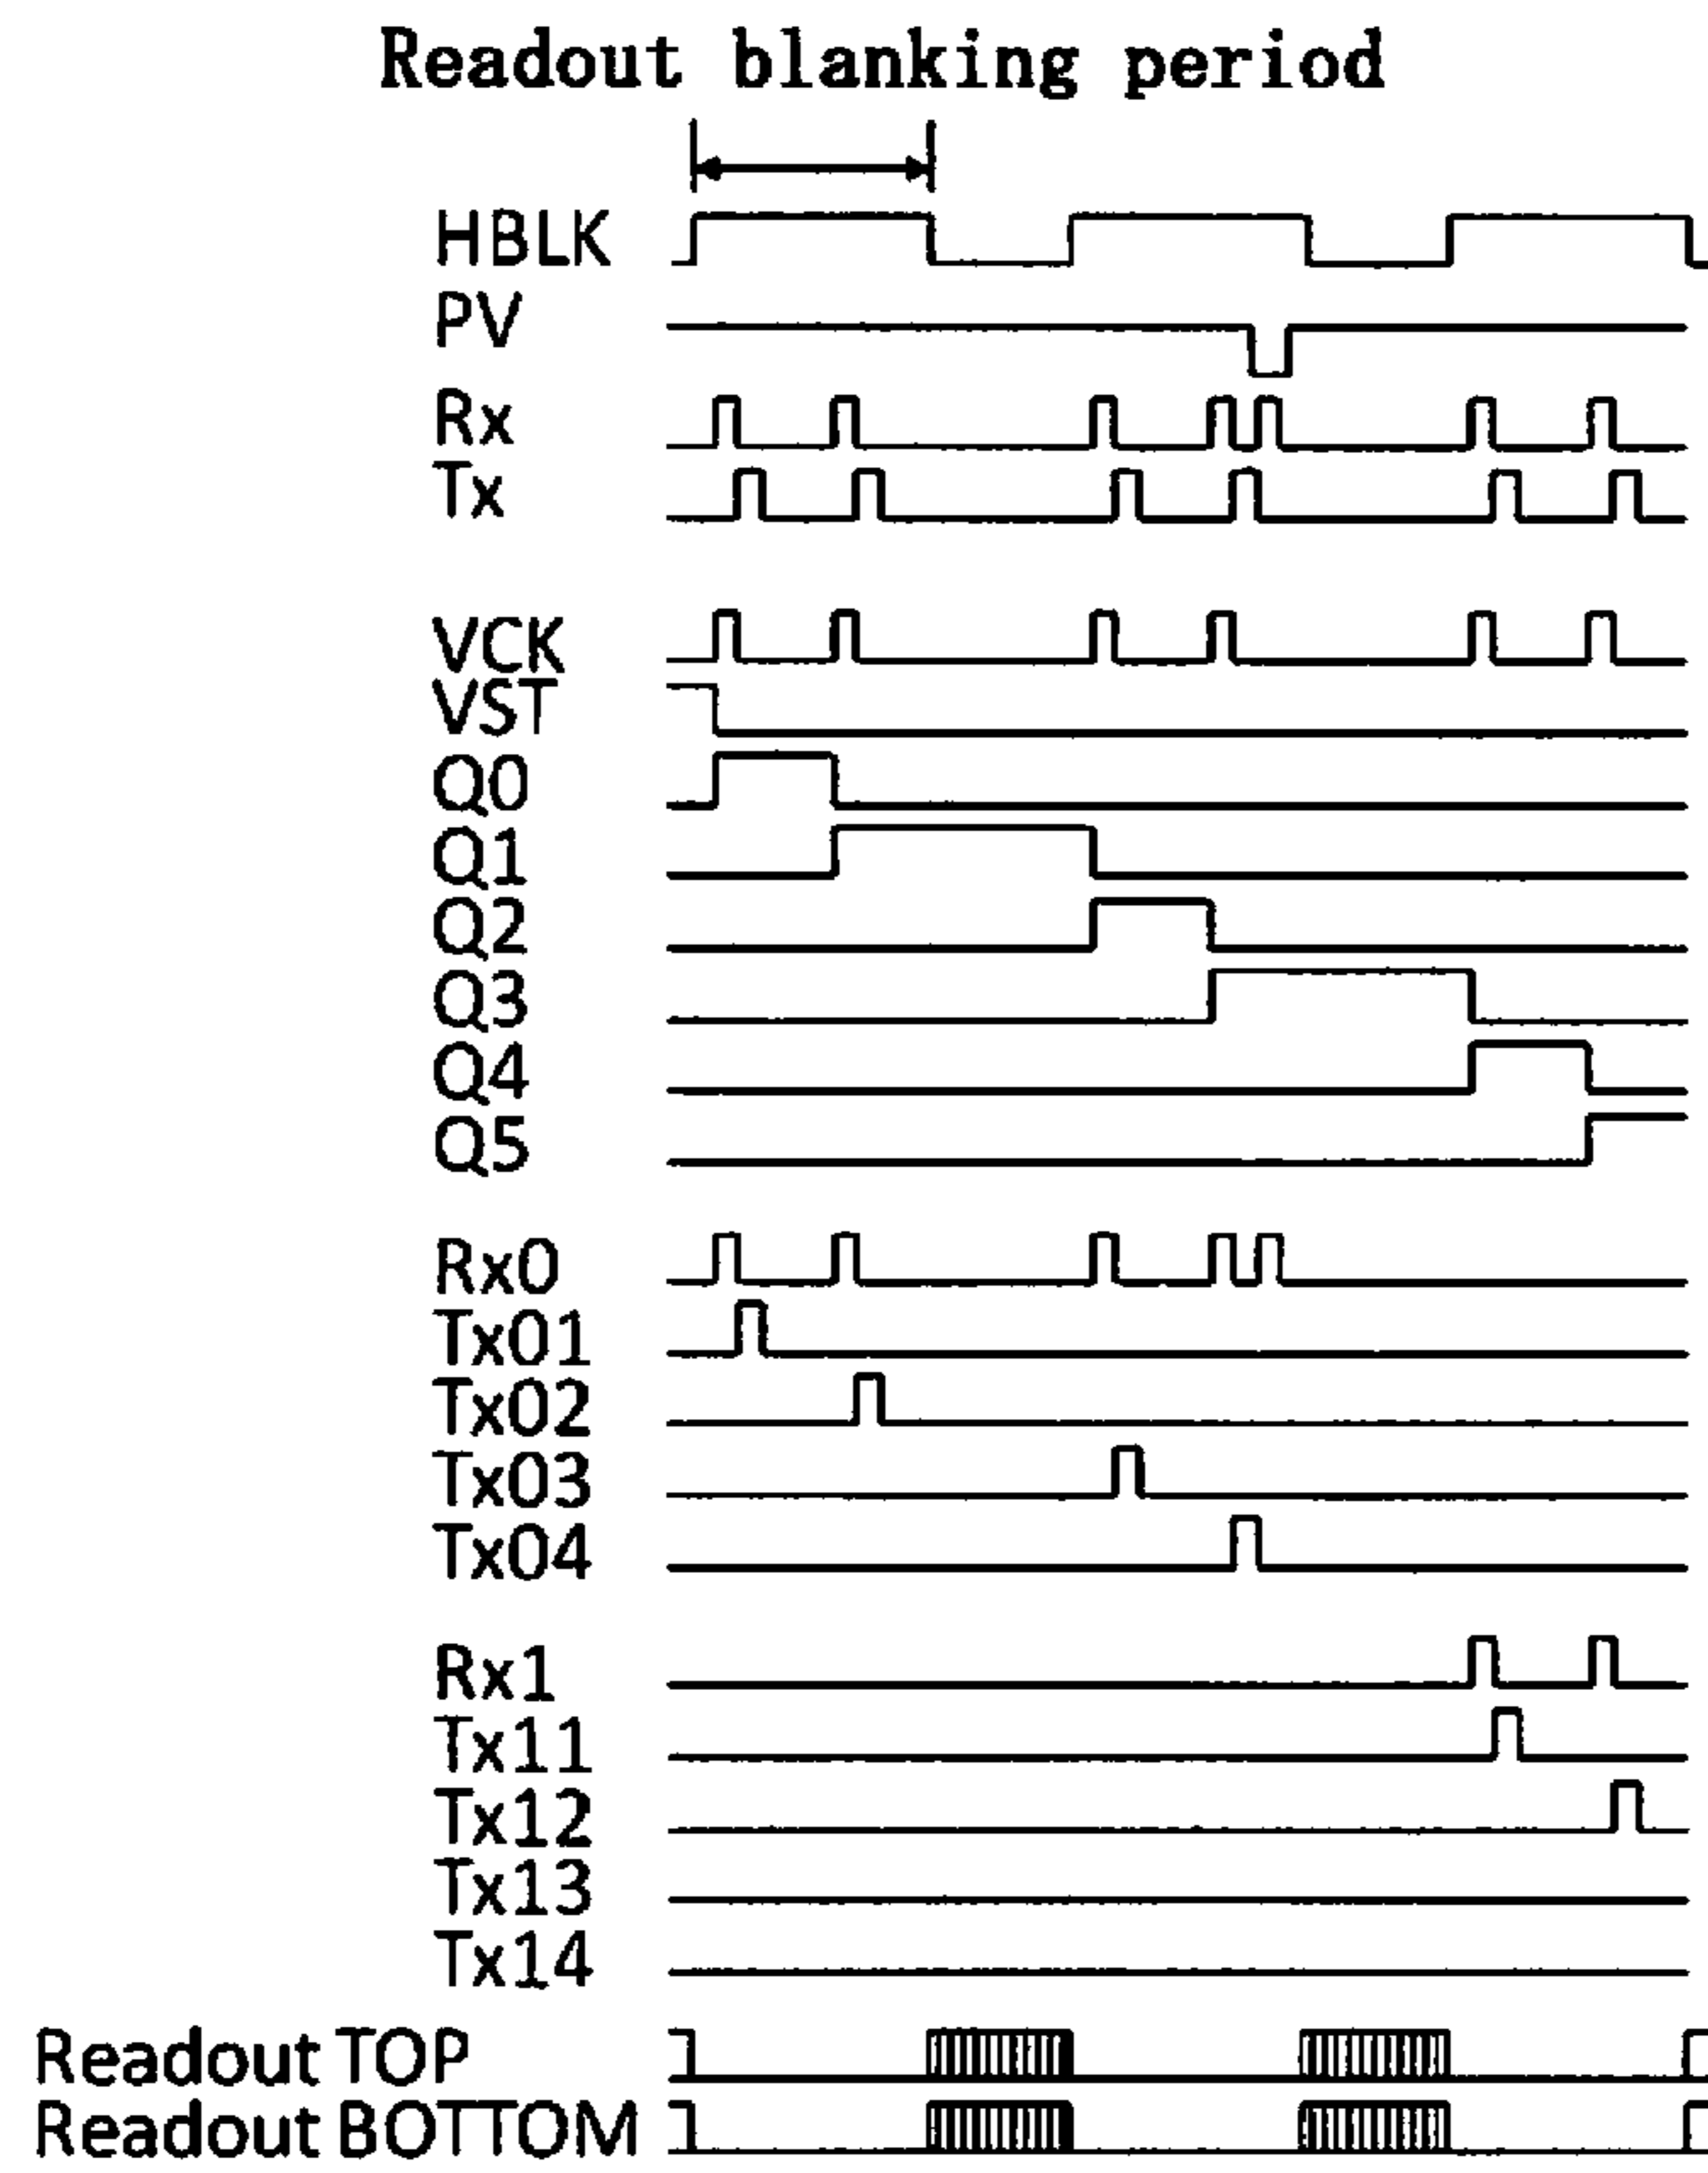 Readout blanking period
HBLK
PV
Rx
Tx
VCK
VST
Q0
Q1
Q2
Q3
Q4
Q5
Rx0
Tx01
Tx02
Tx03
Tx04
Rx1
Tx11
Tx12
Tx13
Tx14
Readout TOP
Readout BOTTOM